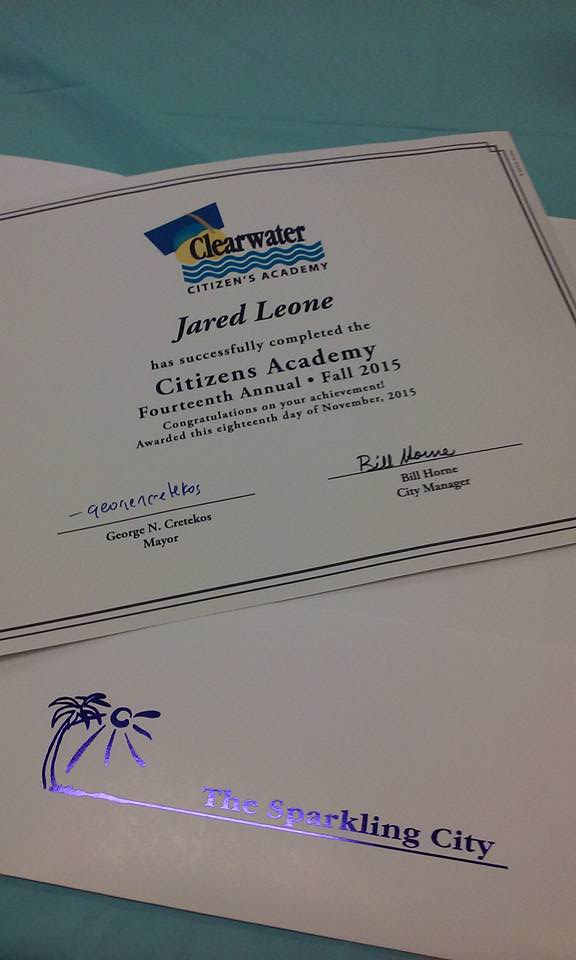 Clearwater
CITIZEN'S ACADEMY
Jared Leone
has successfully completed the
Citizens Academy
Fourteenth Annual • Fall 2015
Congratulations on your achievement!
Awarded this eighteenth day of November, 2015
Bill Horne
Bill Horne
City Manager
George N. Cretekos
Mayor
The Sparkling City